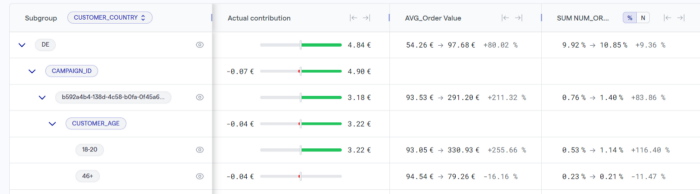 Subgroup CUSTOMER_COUNTRY Actual contribution AVG_Order Value SUM NUM_OR... % N
DE 4.84 € 54.26 € → 97.68 € +80.02 % 9.92 % → 10.85 % +9.36 %
CAMPAIGN_ID -0.07 € 4.90 €
b592a4b4-138d-4c58-b0fa-0f45a6... 3.18 € 93.53 € → 291.20 € +211.32 % 0.76 % → 1.40 % +83.86 %
CUSTOMER_AGE -0.04 € 3.22 €
18-20 3.22 € 93.05 € → 330.93 € +255.66 % 0.53 % → 1.14 % +116.40 %
46+ -0.04 € 94.54 € → 79.26 € -16.16 % 0.23 % → 0.21 % -11.47 %